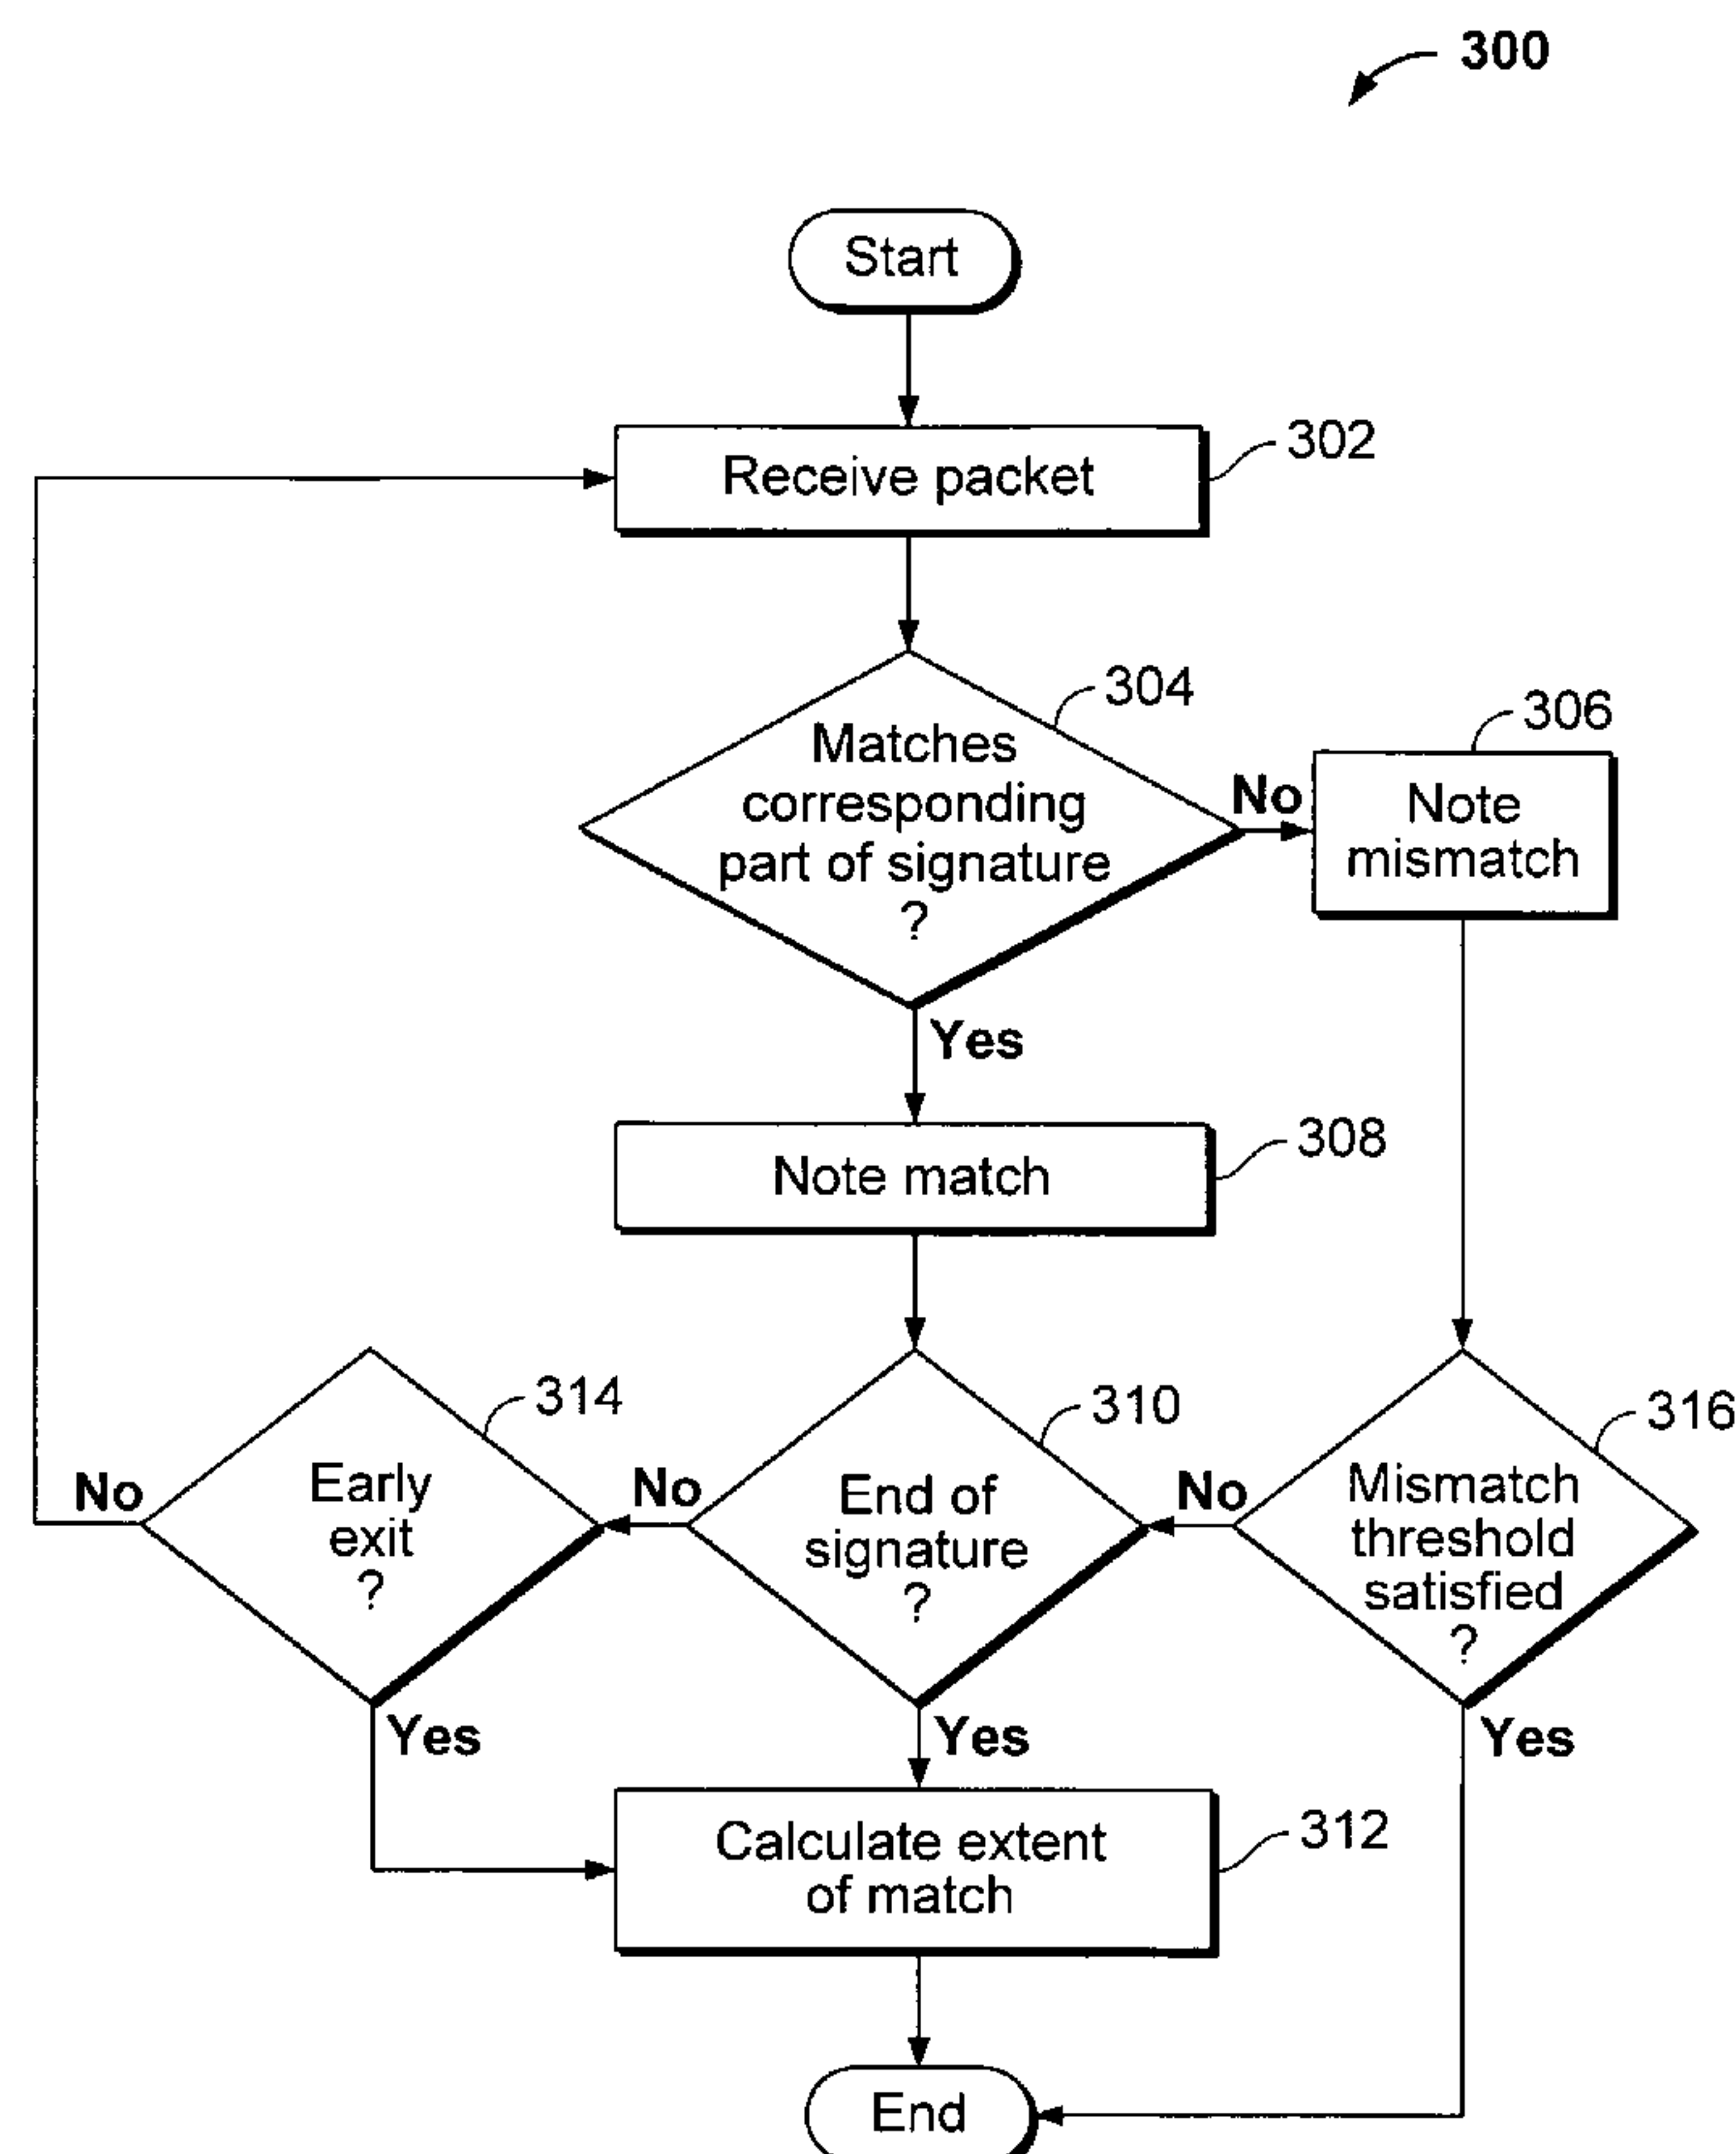 300
Start
Receive packet
302
304
Matches
corresponding
part of signature
?
No
306
Note
mismatch
Yes
Note match
308
314
Early
exit
?
No
Yes
310
End of
signature
?
No
Yes
316
Mismatch
threshold
satisfied
?
No
Yes
Calculate extent
of match
312
End